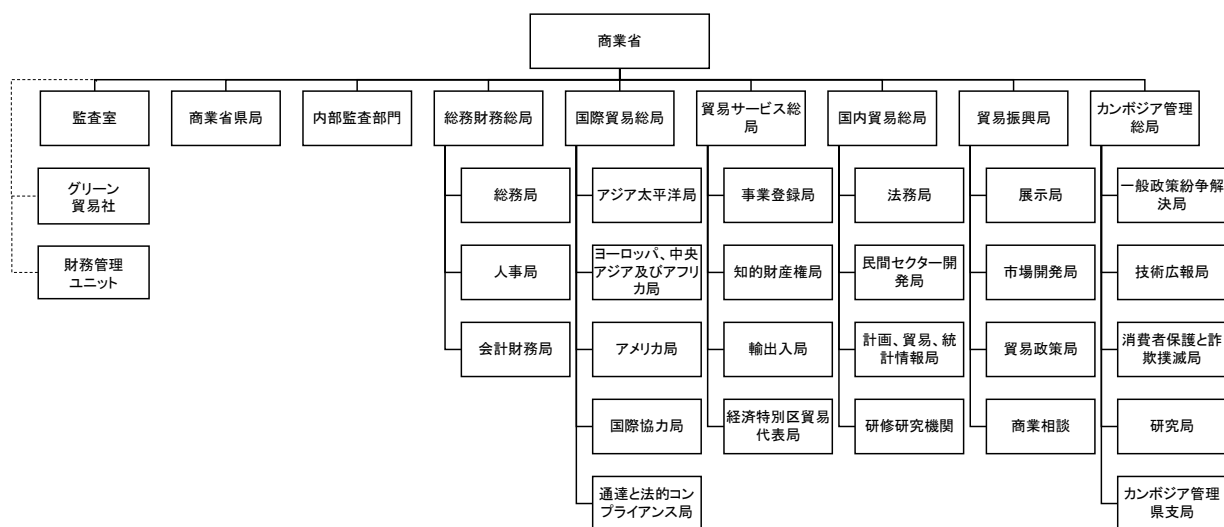 商業省
監査室
商業省県局
内部監査部門
総務財務総局
国際貿易総局
貿易サービス総
局
国内貿易総局
貿易振興局
カンボジア管理
総局
グリーン
貿易社
総務局
アジア太平洋局
事業登録局
法務局
展示局
一般政策紛争解
決局
財務管理
ユニット
人事局
ヨーロッパ、中央
アジア及びアフリ
カ局
知的財産権局
民間セクター開
発局
市場開発局
技術広報局
会計財務局
アメリカ局
輸出入局
計画、貿易、統
計情報局
貿易政策局
消費者保護と詐
欺撲滅局
国際協力局
経済特別区貿易
代表局
研修研究機関
商業相談
研究局
通達と法的コン
プライアンス局
カンボジア管理
県支局